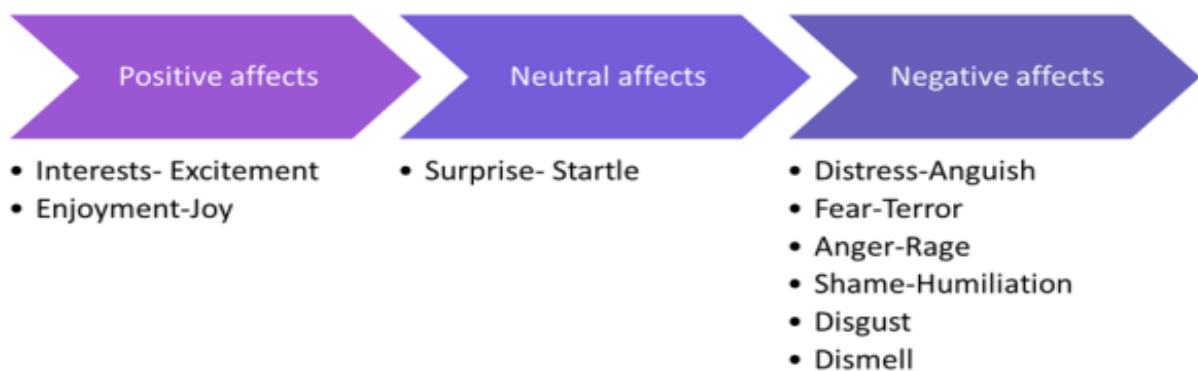 Positive affects
• Interests- Excitement
• Enjoyment-Joy
Neutral affects
• Surprise- Startle
Negative affects
• Distress-Anguish
• Fear-Terror
• Anger-Rage
• Shame-Humiliation
• Disgust
• Dismell